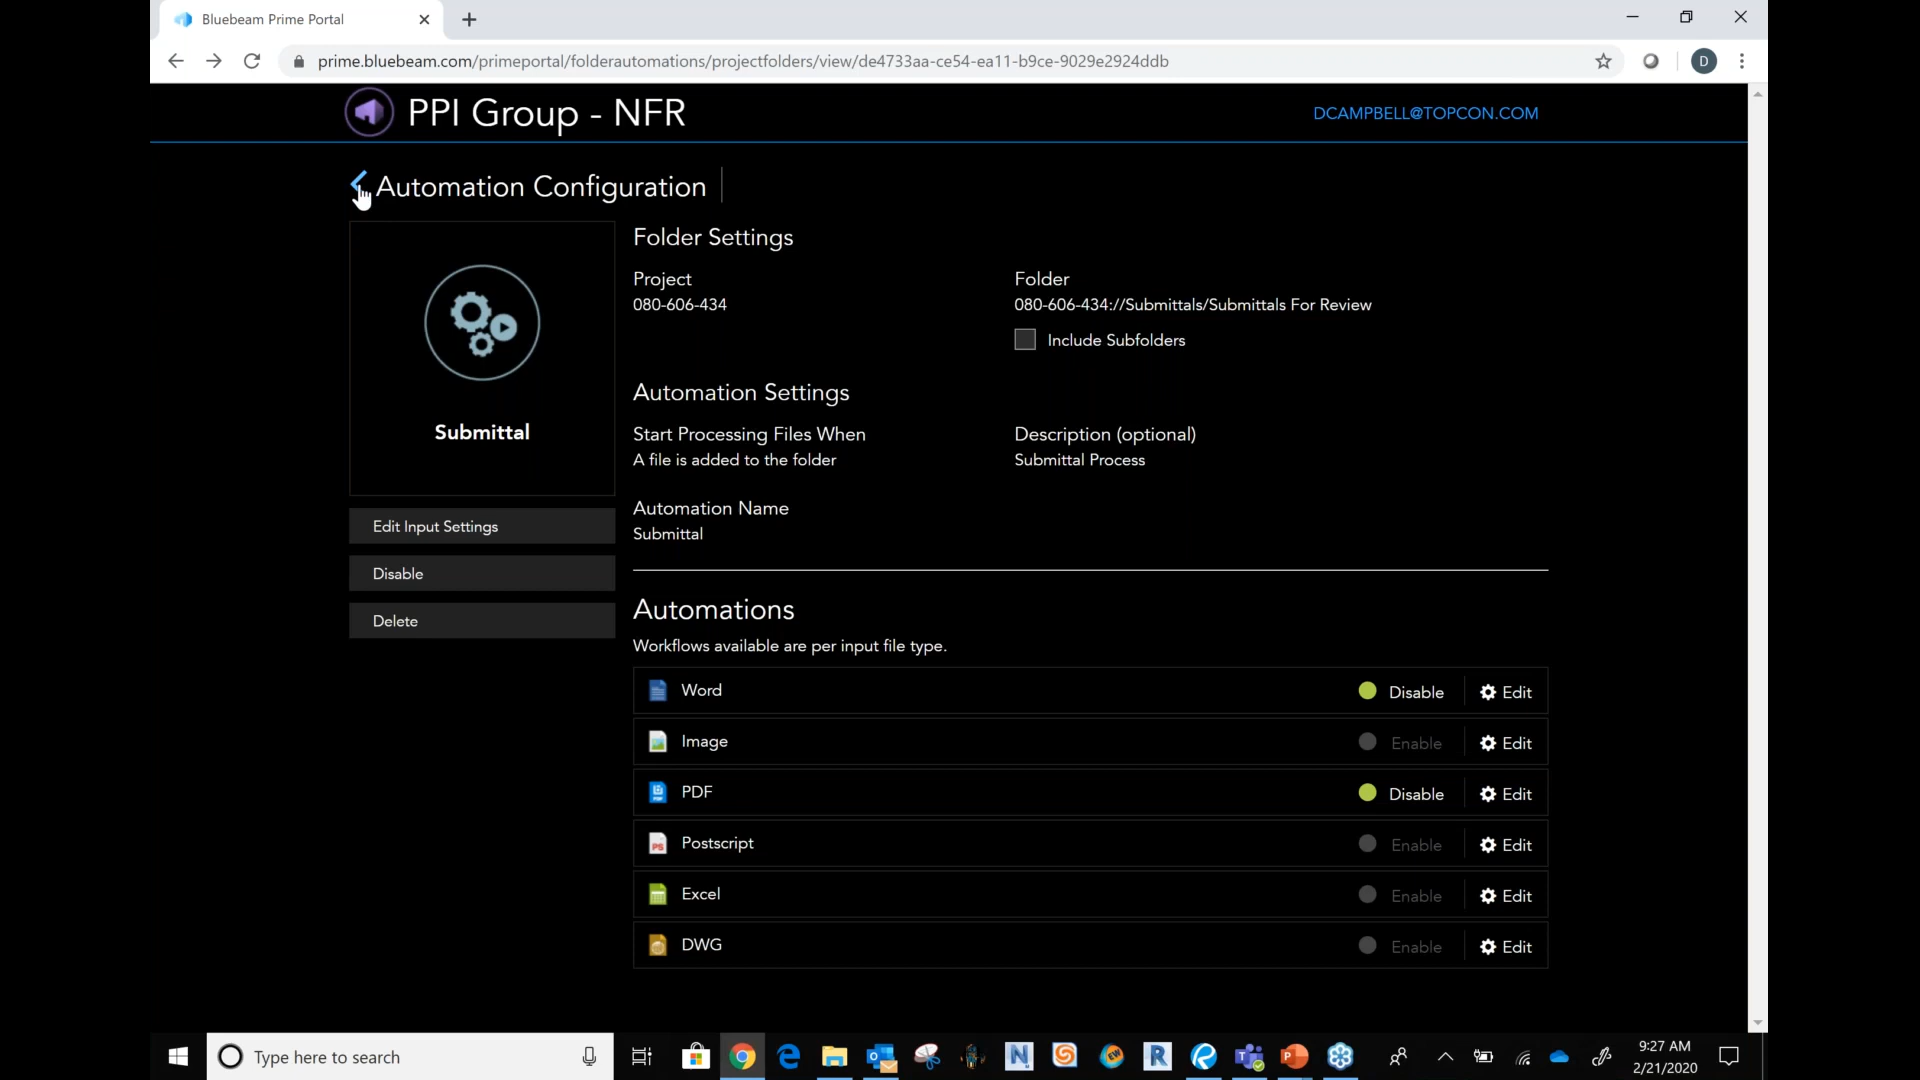 Bluebeam Prime Portal
prime.bluebeam.com/primeportal/folderautomations/projectfolders/view/de4733aa-ce54-ea11-b9ce-9029e2924ddb
D
PPI Group - NFR
DCAMPBELL@TOPCON.COM
Automation Configuration
Submittal
Edit Input Settings
Disable
Delete
Folder Settings
Project
080-606-434
Folder
080-606-434://Submittals/Submittals For Review
Include Subfolders
Automation Settings
Start Processing Files When
A file is added to the folder
Description (optional)
Submittal Process
Automation Name
Submittal
Automations
Workflows available are per input file type.
Word Disable Edit
Image Enable Edit
PDF Disable Edit
Postscript Enable Edit
Excel Enable Edit
DWG Enable Edit
Type here to search
9:27 AM
2/21/2020